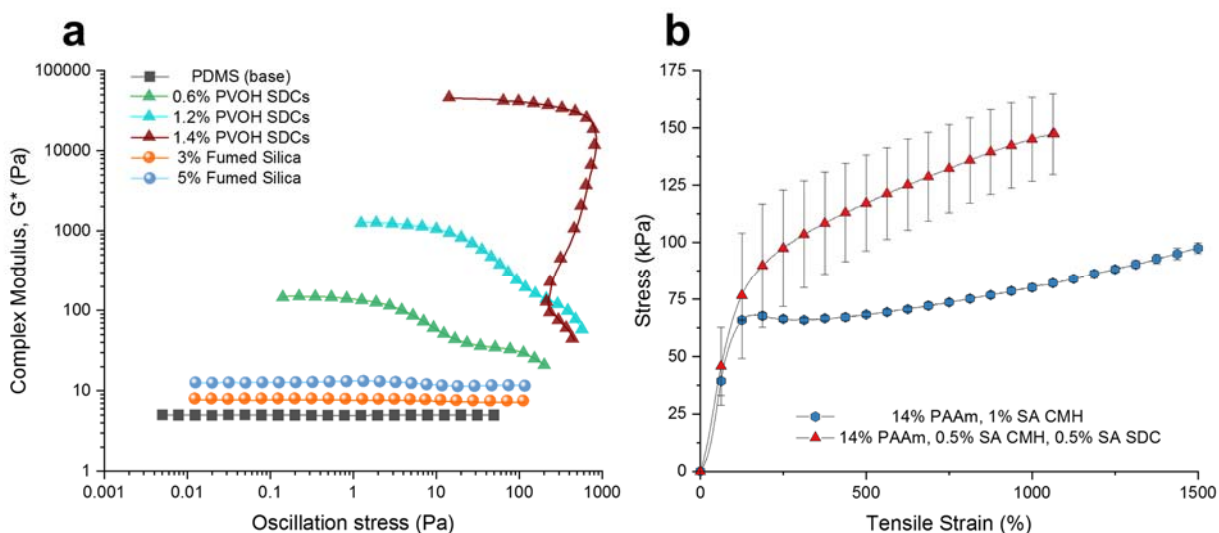 a
Complex Modulus, G* (Pa)
100000
10000
1000
100
10
1
PDMS (base)
0.6% PVOH SDCs
1.2% PVOH SDCs
1.4% PVOH SDCs
3% Fumed Silica
5% Fumed Silica
0.001 0.01 0.1 1 10 100 1000
Oscillation stress (Pa)
b
Stress (kPa)
175
150
125
100
75
50
25
0
14% PAAm, 1% SA CMH
14% PAAm, 0.5% SA CMH, 0.5% SA SDC
0 500 1000 1500
Tensile Strain (%)